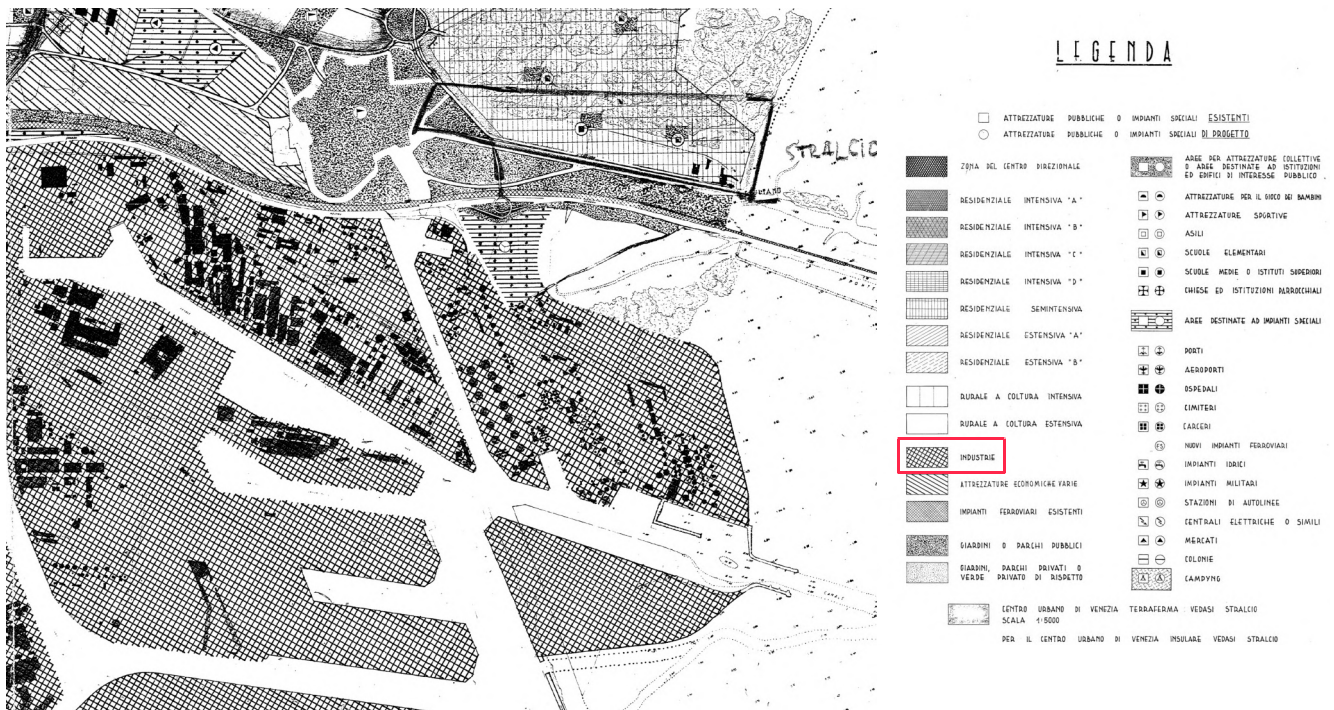 STRALCIO
CANALE
LEGENDA
ATTREZZATURE PUBBLICHE O IMPIANTI SPECIALI ESISTENTI
ATTREZZATURE PUBBLICHE O IMPIANTI SPECIALI DI PROGETTO
ZONA DEL CENTRO DIREZIONALE
RESIDENZIALE INTENSIVA "A"
RESIDENZIALE INTENSIVA "B"
RESIDENZIALE INTENSIVA "C"
RESIDENZIALE INTENSIVA "D"
RESIDENZIALE SEMINTENSIVA
RESIDENZIALE ESTENSIVA "A"
RESIDENZIALE ESTENSIVA "B"
RURALE A COLTURA INTENSIVA
RURALE A COLTURA ESTENSIVA
INDUSTRIE
ATTREZZATURE ECONOMICHE VARIE
IMPIANTI FERROVIARI ESISTENTI
GIARDINI O PARCHI PUBBLICI
GIARDINI, PARCHI PRIVATI O
VERDE PRIVATO DI RISPETTO
AREE PER ATTREZZATURE COLLETTIVE
O AREE DESTINATE AD ISTITUZIONI
ED EDIFICI DI INTERESSE PUBBLICO
ATTREZZATURE PER IL GIOCO DEI BAMBINI
ATTREZZATURE SPORTIVE
ASILI
SCUOLE ELEMENTARI
SCUOLE MEDIE O ISTITUTI SUPERIORI
CHIESE ED ISTITUZIONI PARROCCHIALI
AREE DESTINATE AD IMPIANTI SPECIALI
PORTI
AEROPORTI
OSPEDALI
CIMITERI
CARCERI
FS NUOVI IMPIANTI FERROVIARI
IMPIANTI IDRICI
IMPIANTI MILITARI
STAZIONI DI AUTOLINEE
CENTRALI ELETTRICHE O SIMILI
MERCATI
COLONIE
CAMPYNG
CENTRO URBANO DI VENEZIA TERRAFERMA : VEDASI STRALCIO
SCALA 1:5000
PER IL CENTRO URBANO DI VENEZIA INSULARE VEDASI STRALCIO